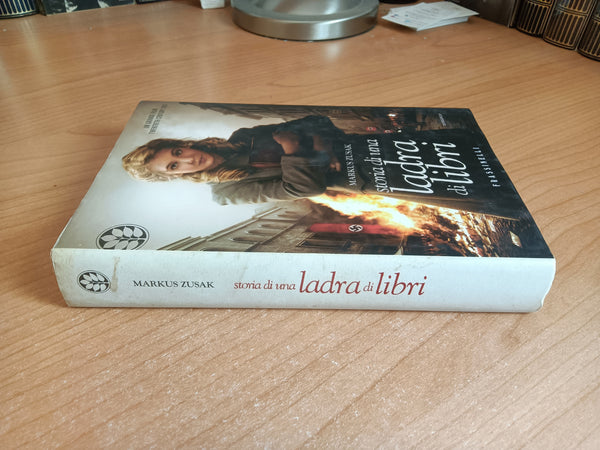 MARKUS ZUSAK
storia di una
ladra
di libri
FRASSINELLI
MARKUS ZUSAK storia di una ladra di libri